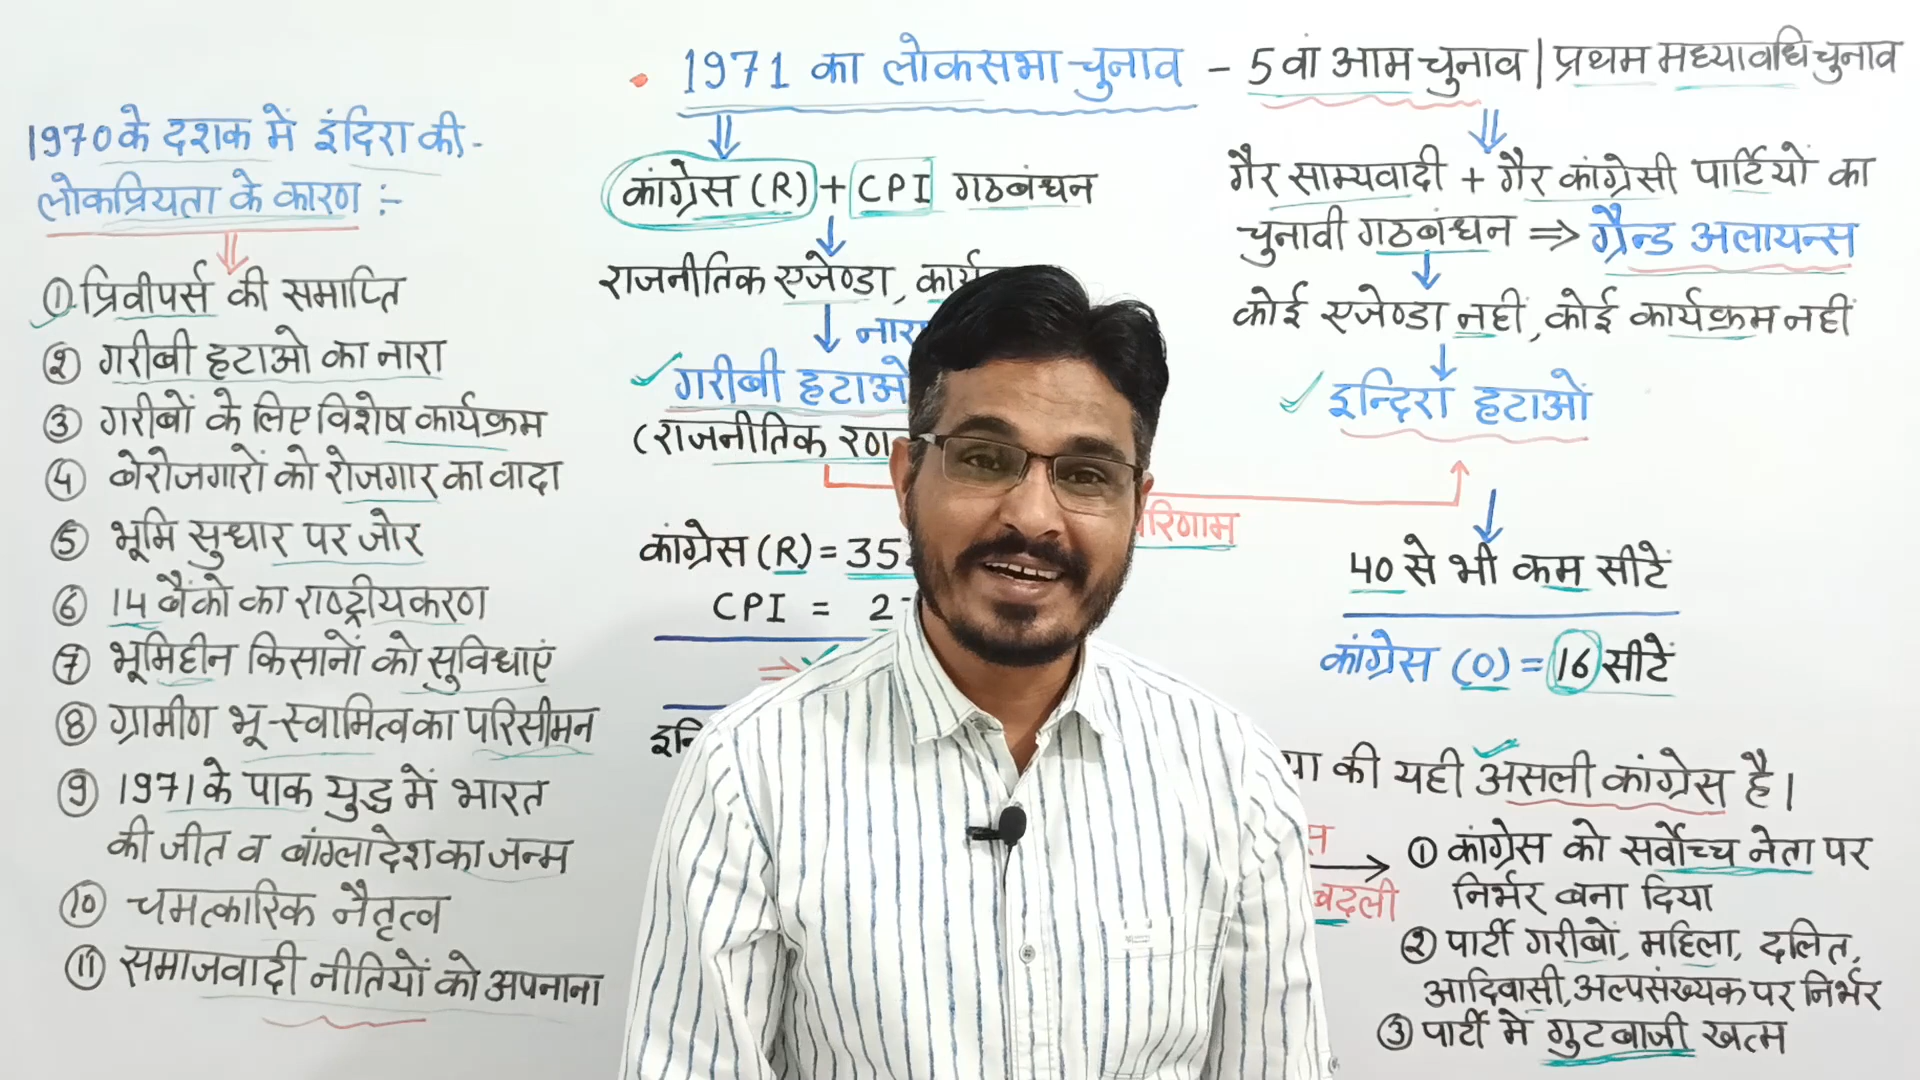 1971 का लोकसभा चुनाव - 5वां आम चुनाव | प्रथम मध्यावधि चुनाव
1970 के दशक में इंदिरा की -
लोकप्रियता के कारण :-
① प्रिवीपर्स की समाप्ति
② गरीबी हटाओ का नारा
③ गरीबों के लिए विशेष कार्यक्रम
④ बेरोजगारों को रोजगार का वादा
⑤ भूमि सुधार पर जोर
⑥ 14 बैंको का राष्ट्रीयकरण
⑦ भूमिहीन किसानों को सुविधाएं
⑧ ग्रामीण भू-स्वामित्व का परिसीमन
⑨ 1971 के पाक युद्ध में भारत
की जीत व बांग्लादेश का जन्म
⑩ चमत्कारिक नैतृत्व
⑪ समाजवादी नीतियों को अपनाना
कांग्रेस (R) + CPI गठबंधन
राजनीतिक एजेण्डा,
गरीबी हटाओ
(राजनीतिक
कांग्रेस (R) =
CPI =
गैर साम्यवादी + गैर कांग्रेसी पार्टियों का
चुनावी गठबंधन ⇒ ग्रैन्ड अलायन्स
कोई एजेण्डा नहीं, कोई कार्यक्रम नहीं
इन्दिरा हटाओं
40 से भी कम सीटें
कांग्रेस (O) = 16 सीटें
की यही असली कांग्रेस है।
बदली
① कांग्रेस को सर्वोच्च नेता पर
निर्भर बना दिया
② पार्टी गरीबों, महिला, दलित,
आदिवासी, अल्पसंख्यक पर निर्भर
③ पार्टी में गुटबाजी खत्म